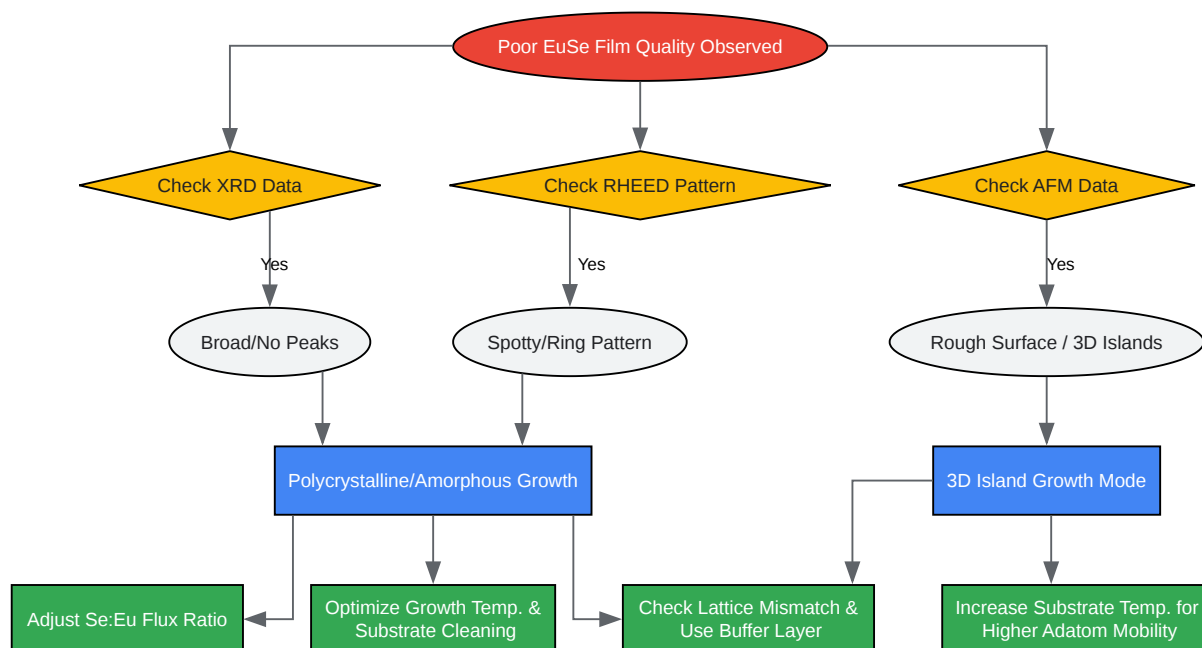 Poor EuSe Film Quality Observed
Check XRD Data
Check RHEED Pattern
Check AFM Data
Yes
Yes
Yes
Broad/No Peaks
Spotty/Ring Pattern
Rough Surface / 3D Islands
Polycrystalline/Amorphous Growth
3D Island Growth Mode
Adjust Se:Eu Flux Ratio
Optimize Growth Temp. &
Substrate Cleaning
Check Lattice Mismatch &
Use Buffer Layer
Increase Substrate Temp. for
Higher Adatom Mobility